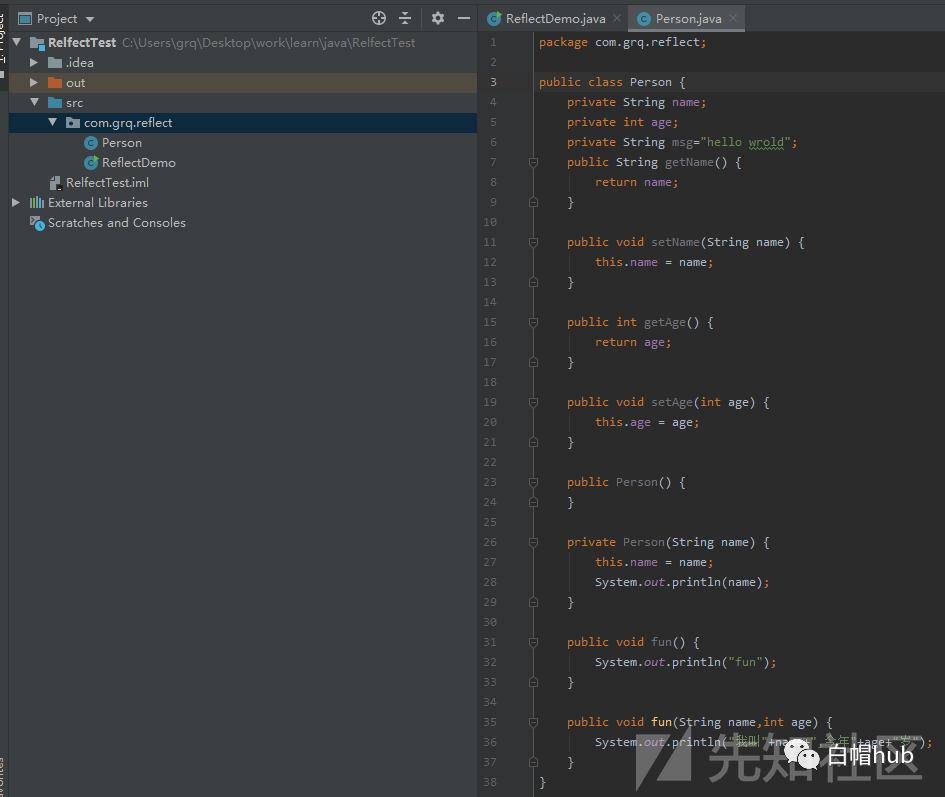 Project
RelfectTest C:\Users\grq\Desktop\work\learn\java\RelfectTest
.idea
out
src
com.grq.reflect
Person
ReflectDemo
RelfectTest.iml
External Libraries
Scratches and Consoles
ReflectDemo.java
Person.java
1 package com.grq.reflect;
2
3 public class Person {
4 private String name;
5 private int age;
6 private String msg="hello wrold";
7 public String getName() {
8 return name;
9 }
10
11 public void setName(String name) {
12 this.name = name;
13 }
14
15 public int getAge() {
16 return age;
17 }
18
19 public void setAge(int age) {
20 this.age = age;
21 }
22
23 public Person() {
24 }
25
26 private Person(String name) {
27 this.name = name;
28 System.out.println(name);
29 }
30
31 public void fun() {
32 System.out.println("fun");
33 }
34
35 public void fun(String name,int age) {
36 System.out.println("我叫"+name+" 今年"+age+"岁");
37 }
38 }
先知社区
白帽hub